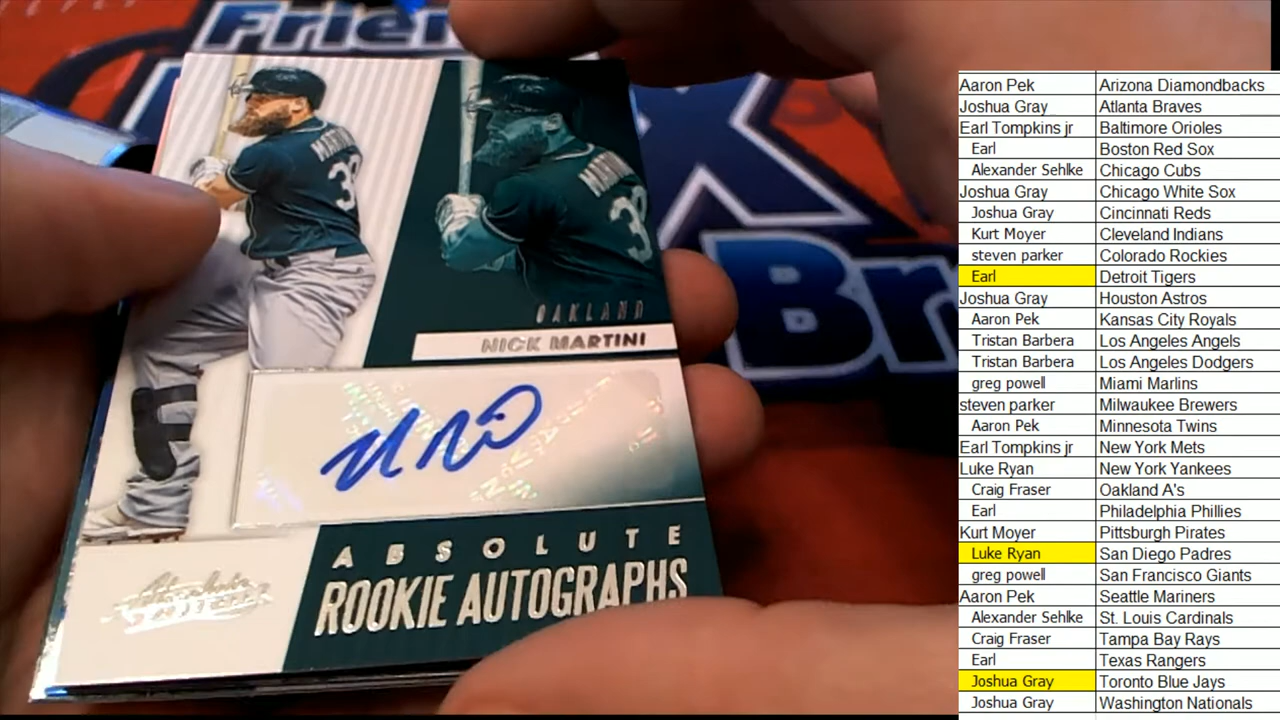 Frien
X
Br
MARTINI 38
MARTINI 38
OAKLAND
NICK MARTINI
ABSOLUTE
ROOKIE AUTOGRAPHS
Absolute
Aaron Pek Arizona Diamondbacks
Joshua Gray Atlanta Braves
Earl Tompkins jr Baltimore Orioles
Earl Boston Red Sox
Alexander Sehlke Chicago Cubs
Joshua Gray Chicago White Sox
Joshua Gray Cincinnati Reds
Kurt Moyer Cleveland Indians
steven parker Colorado Rockies
Earl Detroit Tigers
Joshua Gray Houston Astros
Aaron Pek Kansas City Royals
Tristan Barbera Los Angeles Angels
Tristan Barbera Los Angeles Dodgers
greg powell Miami Marlins
steven parker Milwaukee Brewers
Aaron Pek Minnesota Twins
Earl Tompkins jr New York Mets
Luke Ryan New York Yankees
Craig Fraser Oakland A's
Earl Philadelphia Phillies
Kurt Moyer Pittsburgh Pirates
Luke Ryan San Diego Padres
greg powell San Francisco Giants
Aaron Pek Seattle Mariners
Alexander Sehlke St. Louis Cardinals
Craig Fraser Tampa Bay Rays
Earl Texas Rangers
Joshua Gray Toronto Blue Jays
Joshua Gray Washington Nationals